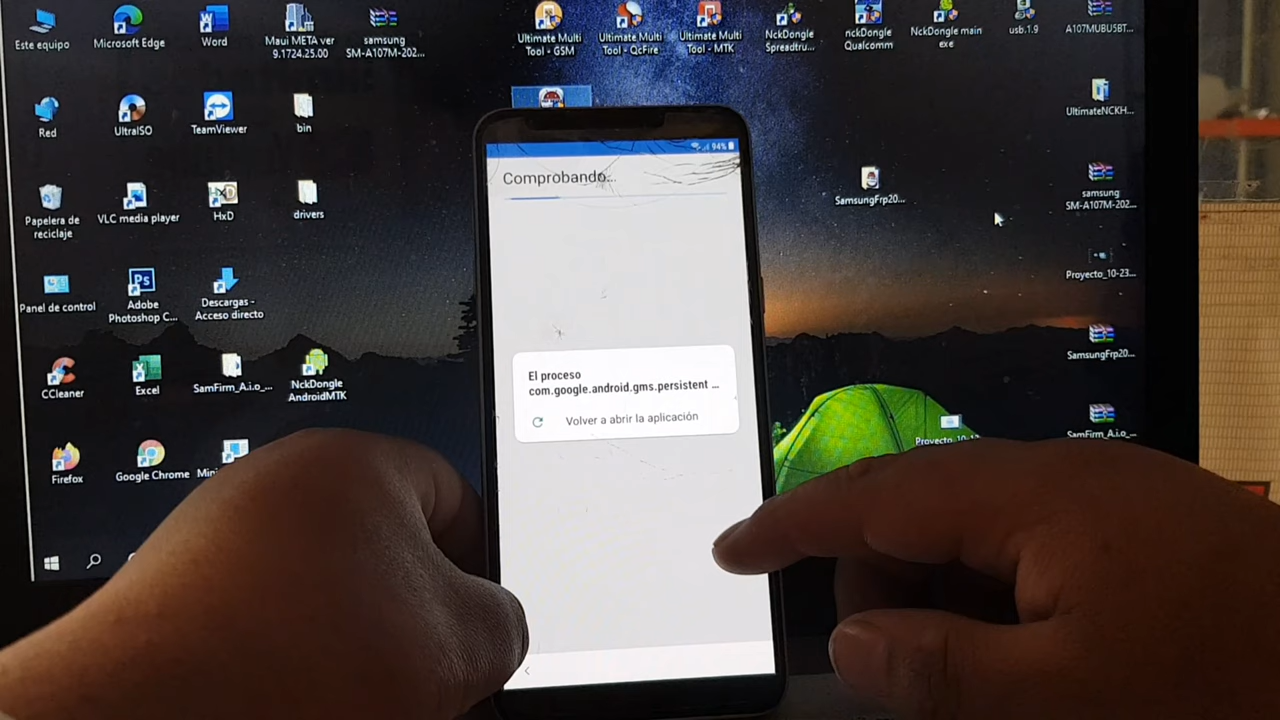 Este equipo
Microsoft Edge
Word
Maui META ver
9.1724.25.00
samsung
SM-A107M-202...
Ultimate Multi
Tool - GSM
Ultimate Multi
Tool - QcFire
Ultimate Multi
Tool - MTK
NckDongle
Spreadtru...
nckDongle
Qualcomm
NckDongle main
exe
usb.1.9
A107MUBU5BT...
Red
UltraISO
TeamViewer
bin
UltimateNCKH...
94%
Comprobando...
Papelera de
reciclaje
VLC media player
HxD
drivers
SamsungFrp20...
samsung
SM-A107M-202...
Panel de control
Adobe
Photoshop C...
Descargas -
Acceso directo
Proyecto_10-23...
CCleaner
Excel
SamFirm_A.i.o_...
NckDongle
AndroidMTK
El proceso
com.google.android.gms.persistent ...
Volver a abrir la aplicación
SamsungFrp20...
Firefox
Google Chrome
SamFirm_A.i.o_...